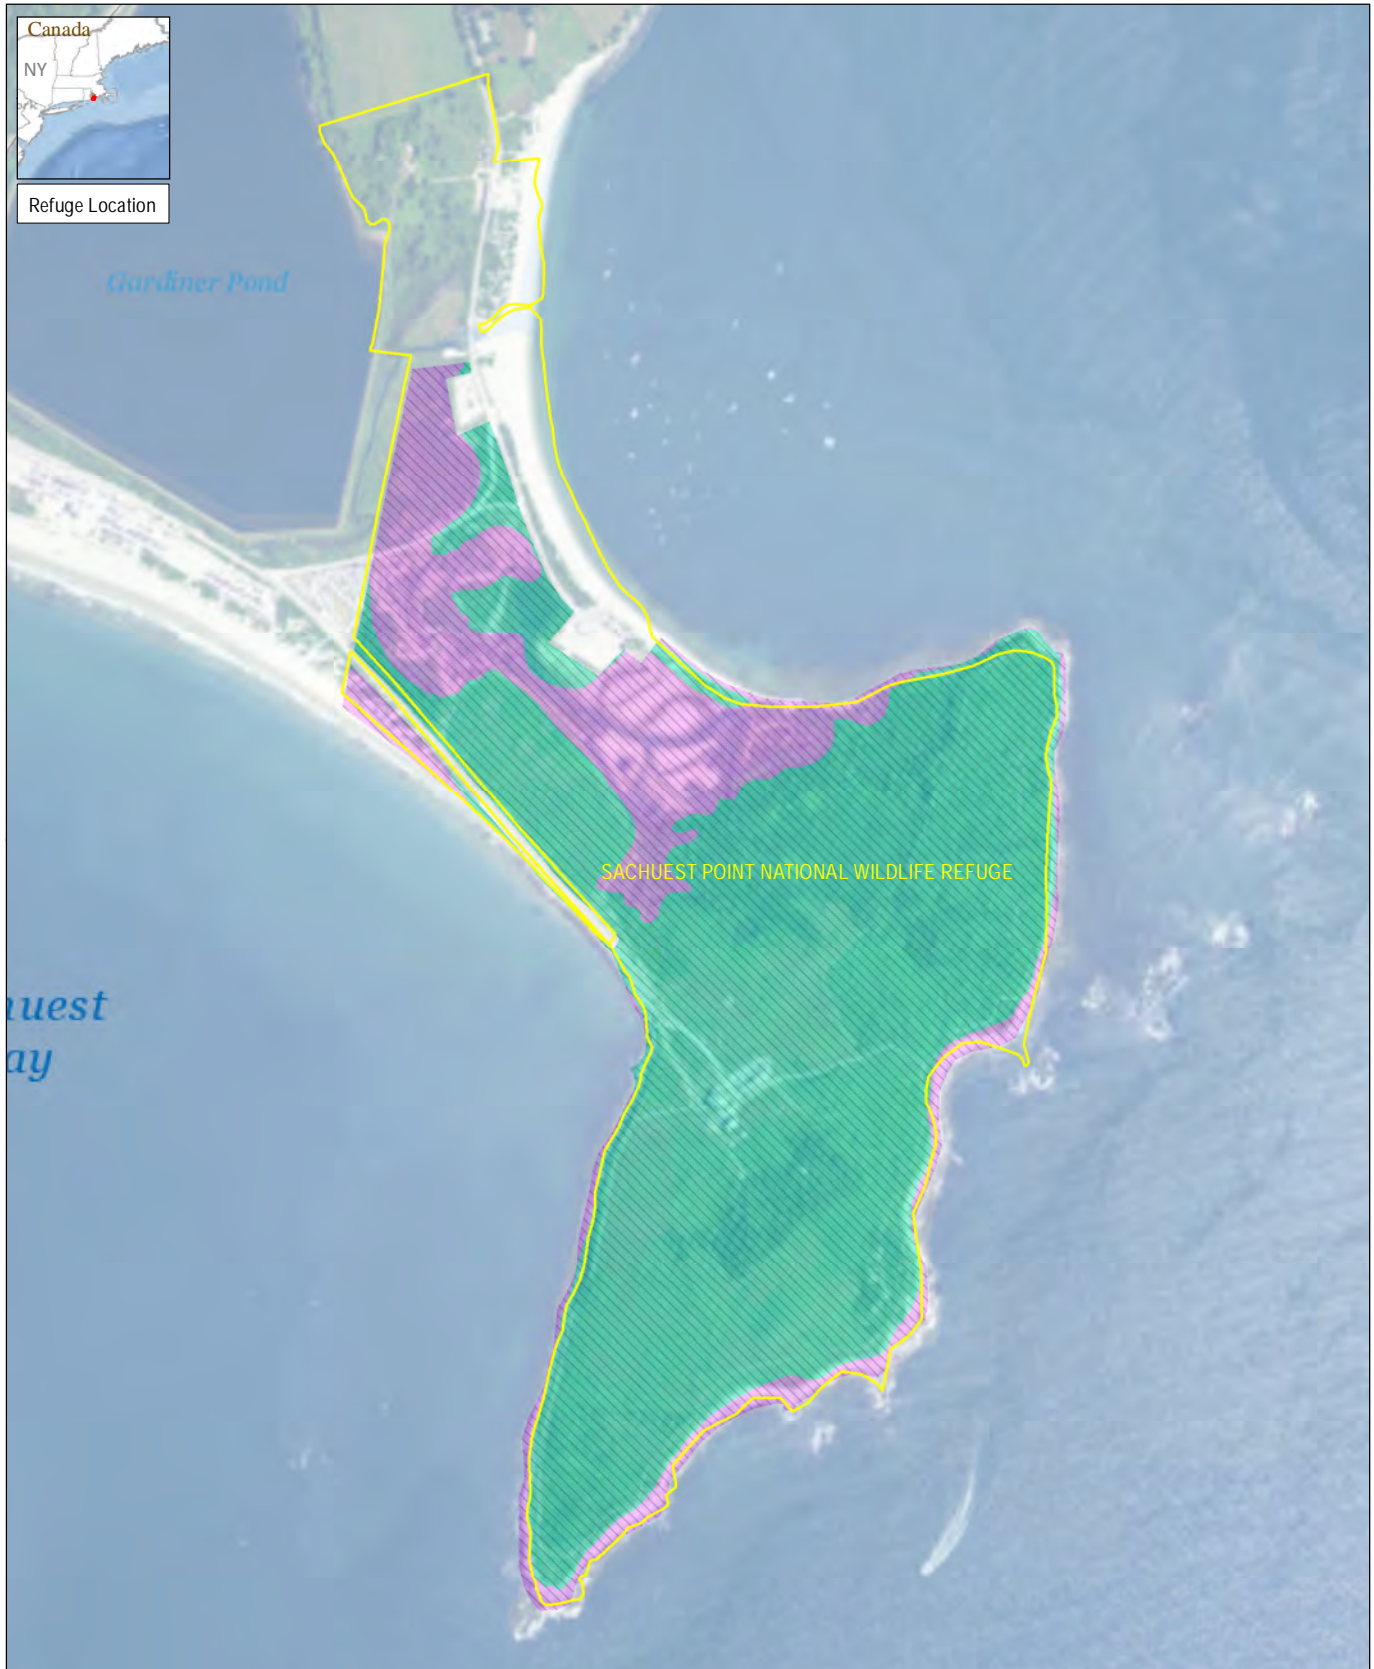 Canada
NY
Refuge Location
Gardiner Pond
SACHUEST POINT NATIONAL WILDLIFE REFUGE
uest
ay